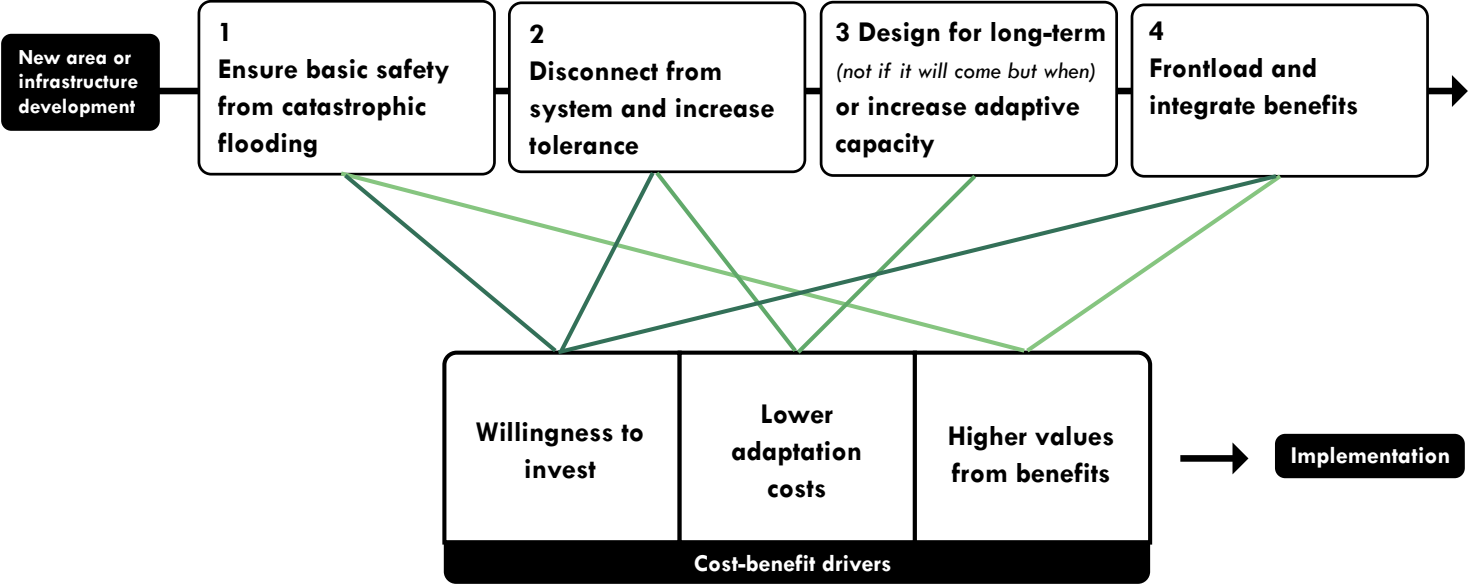 New area or
infrastructure
development
1
Ensure basic safety
from catastrophic
flooding
2
Disconnect from
system and increase
tolerance
3 Design for long-term
(not if it will come but when)
or increase adaptive
capacity
4
Frontload and
integrate benefits
Willingness to
invest
Lower
adaptation
costs
Higher values
from benefits
Implementation
Cost-benefit drivers